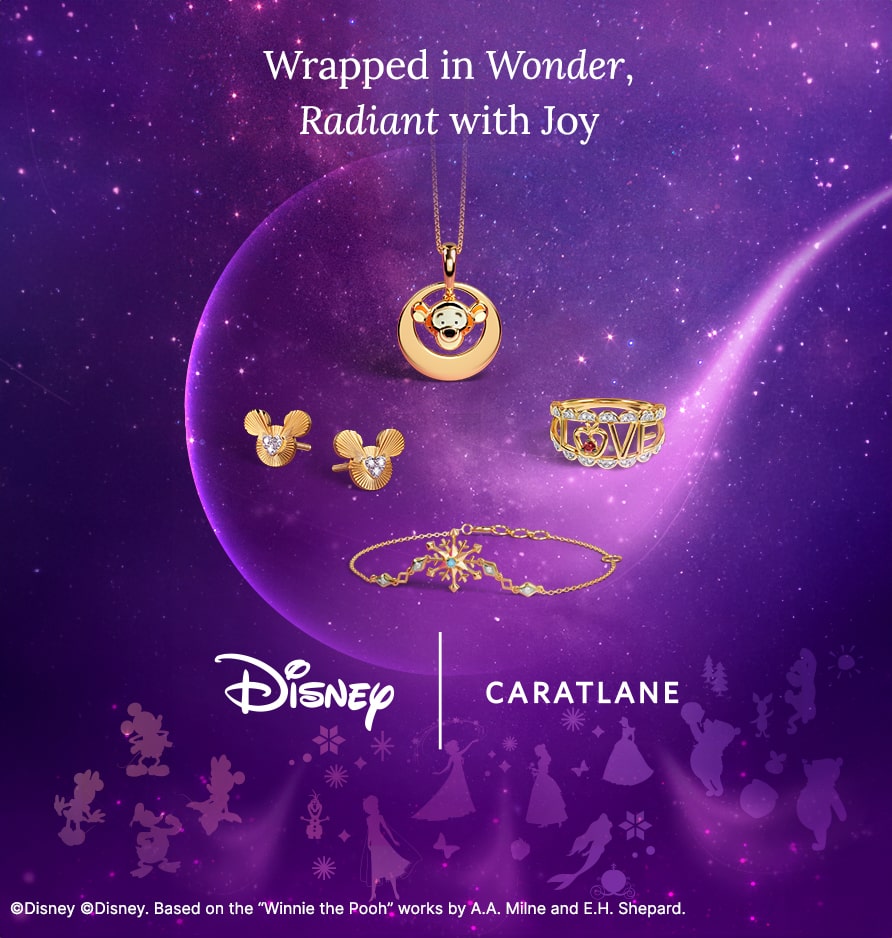 Wrapped in Wonder,
Radiant with Joy
LOVE
Disney
CARATLANE
©Disney ©Disney. Based on the “Winnie the Pooh” works by A.A. Milne and E.H. Shepard.